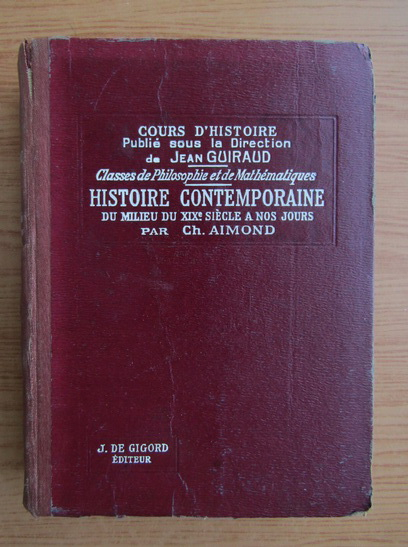 COURS D'HISTOIRE
Publié sous la Direction
de JEAN GUIRAUD
Classes de Philosophie et de Mathématiques
HISTOIRE CONTEMPORAINE
DU MILIEU DU XIXe SIÈCLE A NOS JOURS
PAR Ch. AIMOND
J. DE GIGORD
ÉDITEUR